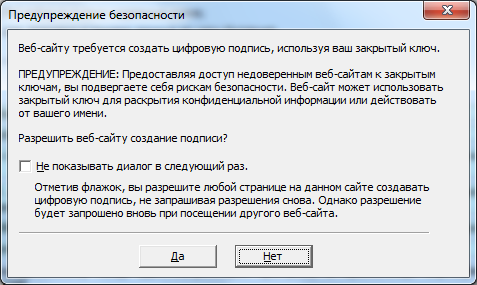 Предупреждение безопасности
Веб-сайту требуется создать цифровую подпись, используя ваш закрытый ключ.
ПРЕДУПРЕЖДЕНИЕ: Предоставляя доступ недоверенным веб-сайтам к закрытым
ключам, вы подвергаете себя рискам безопасности. Веб-сайт может использовать
закрытый ключ для раскрытия конфиденциальной информации или действовать
от вашего имени.
Разрешить веб-сайту создание подписи?
Не показывать диалог в следующий раз.
Отметив флажок, вы разрешите любой странице на данном сайте создавать
цифровую подпись, не запрашивая разрешения снова. Однако разрешение
будет запрошено вновь при посещении другого веб-сайта.
Да
Нет